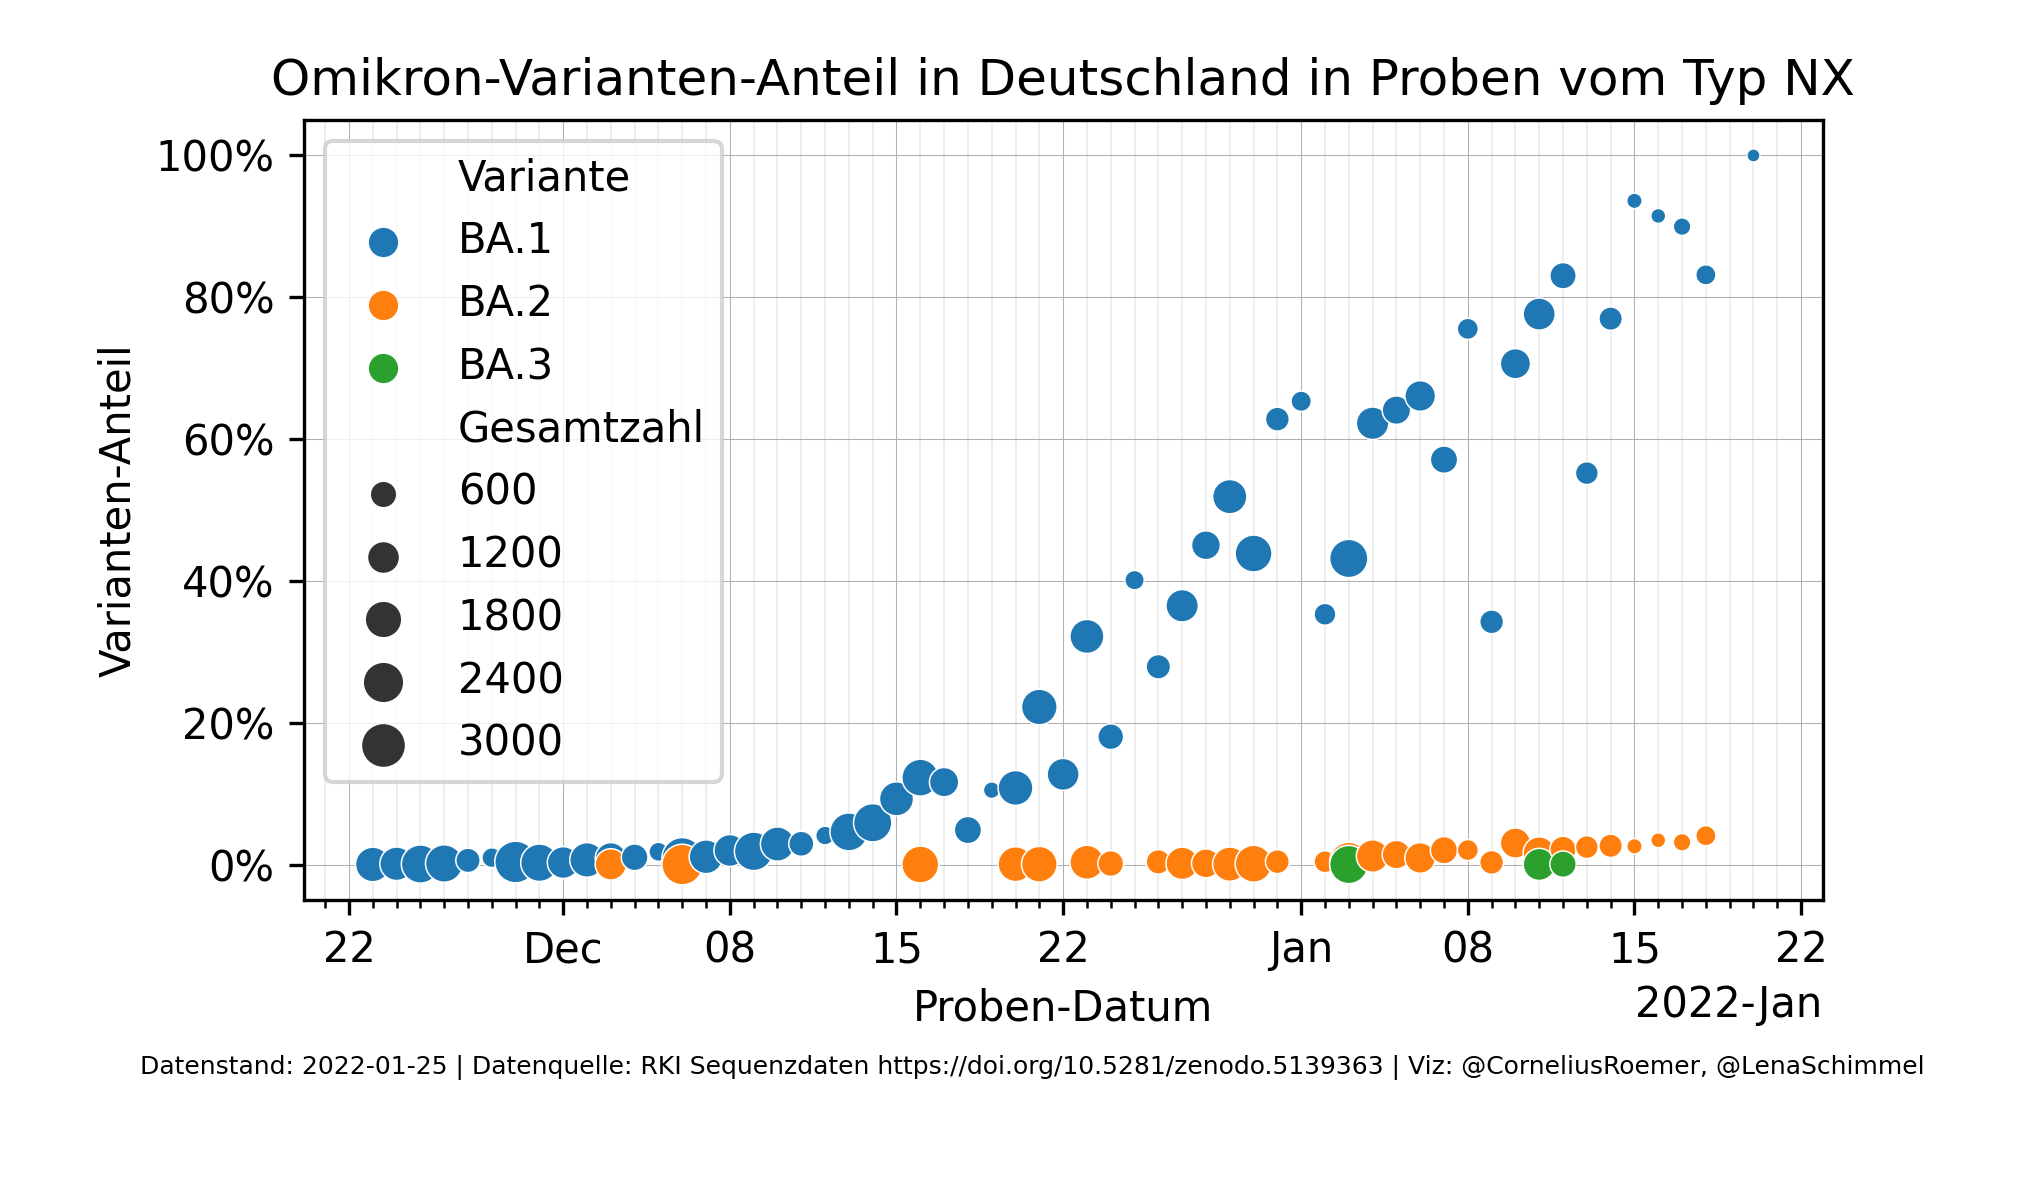 Omikron-Varianten-Anteil in Deutschland in Proben vom Typ NX
Varianten-Anteil
100%
80%
60%
40%
20%
0%
Variante
BA.1
BA.2
BA.3
Gesamtzahl
600
1200
1800
2400
3000
22 Dec 08 15 22 Jan 08 15 22
Proben-Datum
2022-Jan
Datenstand: 2022-01-25 | Datenquelle: RKI Sequenzdaten https://doi.org/10.5281/zenodo.5139363 | Viz: @CorneliusRoemer, @LenaSchimmel